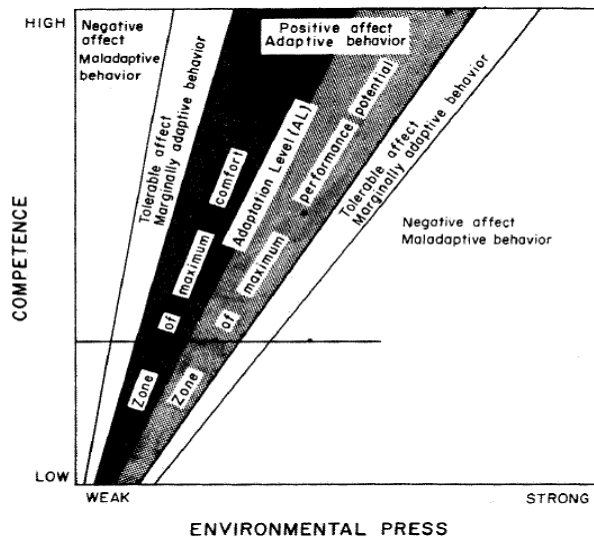 HIGH
Negative
affect
Maladaptive
behavior
Positive affect
Adaptive behavior
Tolerable affect
Marginally adaptive behavior
Zone of maximum comfort
Adaptation Level (AL)
Zone of maximum performance potential
Tolerable affect
Marginally adaptive behavior
Negative affect
Maladaptive behavior
COMPETENCE
LOW
WEAK
STRONG
ENVIRONMENTAL PRESS